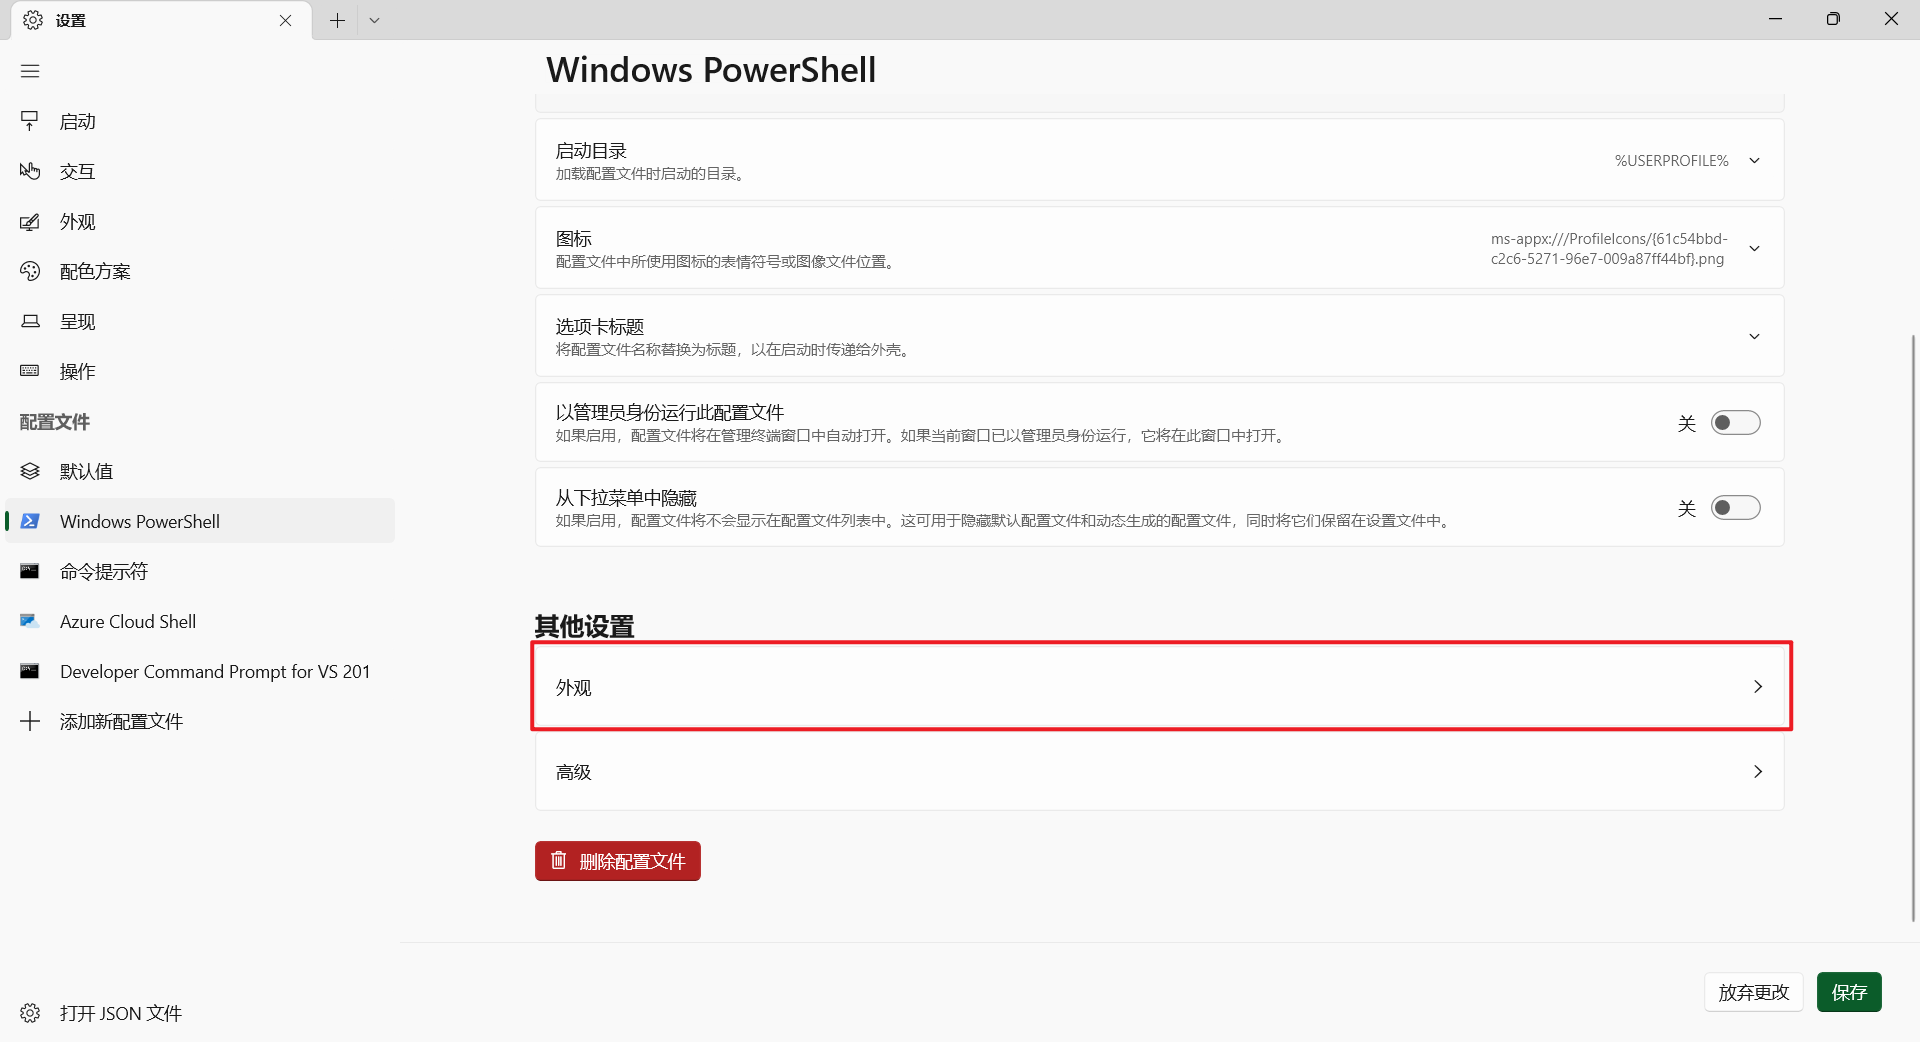 设置
Windows PowerShell
启动
交互
外观
配色方案
呈现
操作
配置文件
默认值
Windows PowerShell
命令提示符
Azure Cloud Shell
Developer Command Prompt for VS 201
添加新配置文件
打开 JSON 文件
启动目录
加载配置文件时启动的目录。
%USERPROFILE%
图标
配置文件中所使用图标的表情符号或图像文件位置。
ms-appx:///ProfileIcons/{61c54bbd-
c2c6-5271-96e7-009a87ff44bf}.png
选项卡标题
将配置文件名称替换为标题，以在启动时传递给外壳。
以管理员身份运行此配置文件
如果启用，配置文件将在管理终端窗口中自动打开。如果当前窗口已以管理员身份运行，它将在此窗口中打开。
关
从下拉菜单中隐藏
如果启用，配置文件将不会显示在配置文件列表中。这可用于隐藏默认配置文件和动态生成的配置文件，同时将它们保留在设置文件中。
关
其他设置
外观
高级
删除配置文件
放弃更改
保存